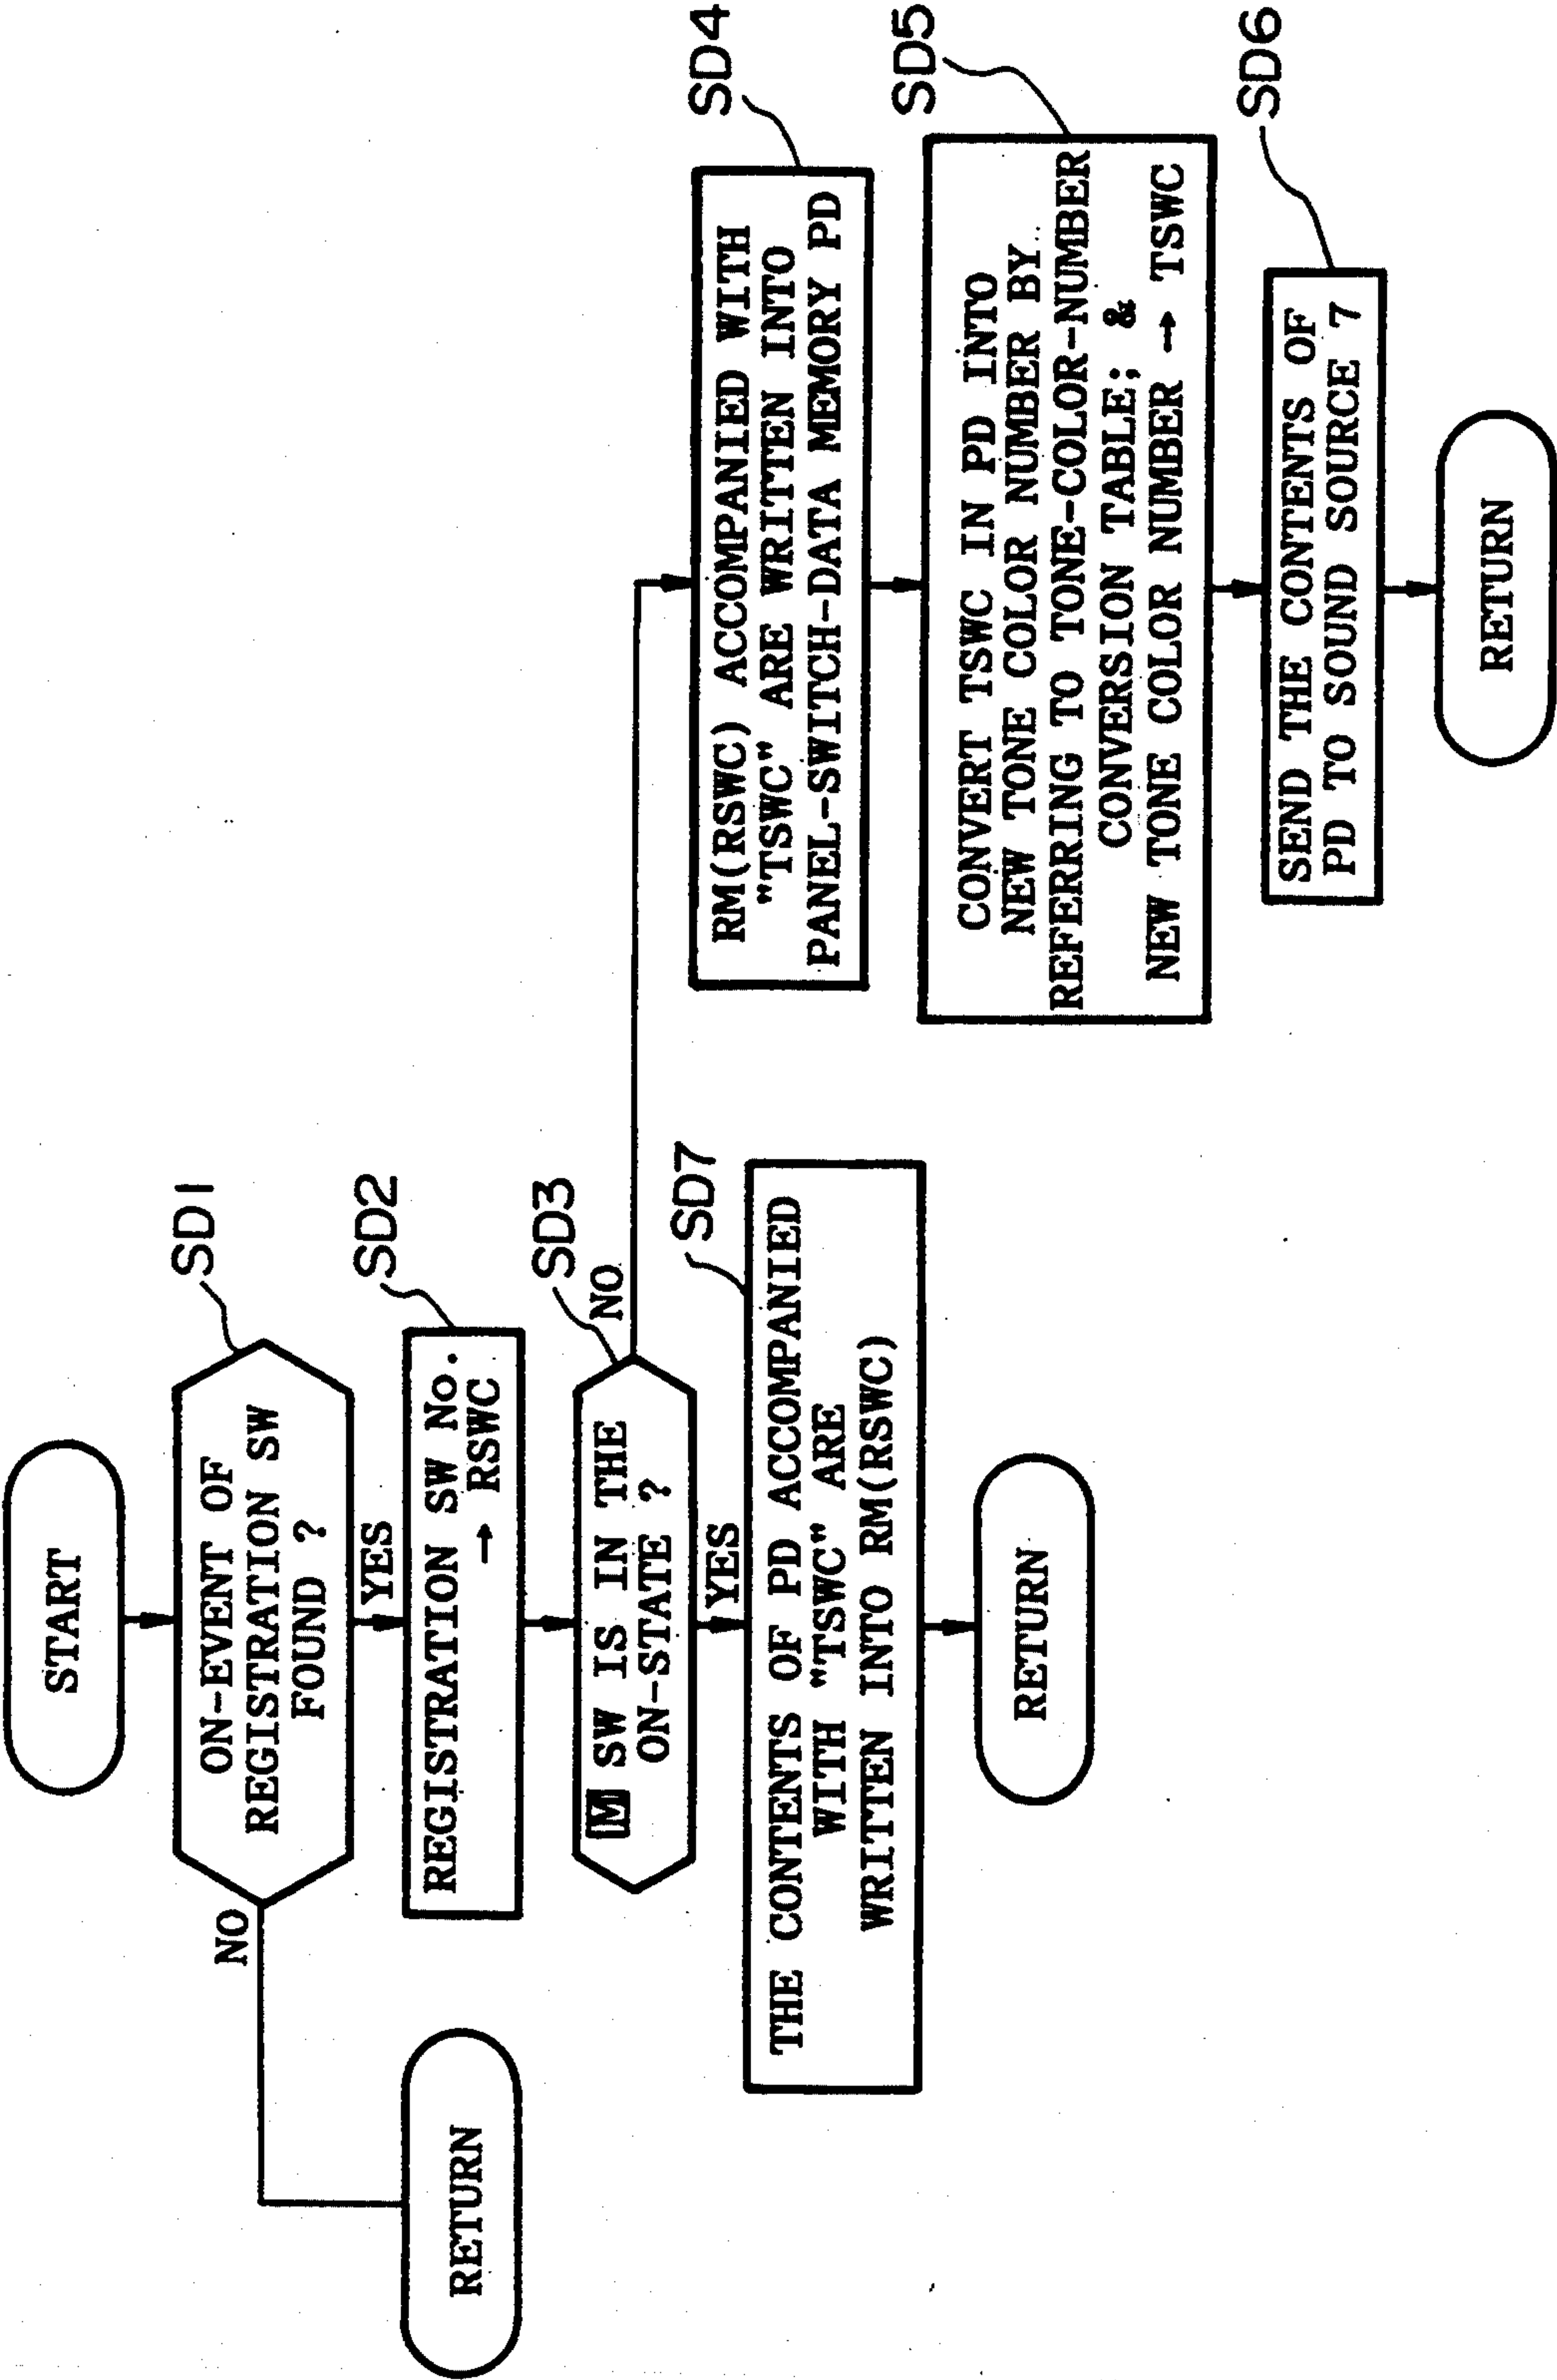 START
SD1
ON-EVENT OF
REGISTRATION SW
FOUND ?
NO
YES
RETURN
SD2
REGISTRATION SW No.
→ RSWC
SD3
M SW IS IN THE
ON-STATE ?
NO
YES
SD7
THE CONTENTS OF PD ACCOMPANIED
WITH "TSWC" ARE
WRITTEN INTO RM(RSWC)
RETURN
SD4
RM(RSWC) ACCOMPANIED WITH
"TSWC" ARE WRITTEN INTO
PANEL-SWITCH-DATA MEMORY PD
SD5
CONVERT TSWC IN PD INTO
NEW TONE COLOR NUMBER BY
REFERRING TO TONE-COLOR-NUMBER
CONVERSION TABLE; &
NEW TONE COLOR NUMBER → TSWC
SD6
SEND THE CONTENTS OF
PD TO SOUND SOURCE 7
RETURN